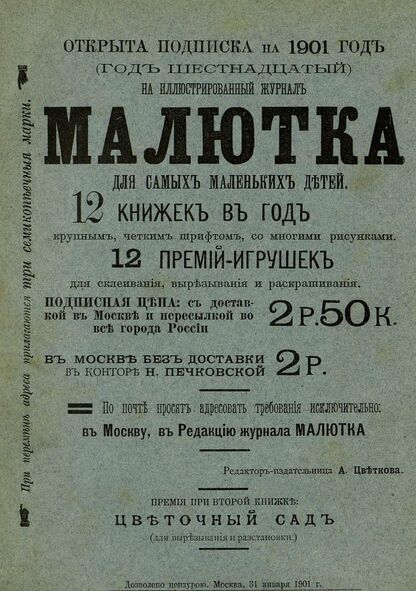 ОТКРЫТА ПОДПИСКА на 1901 ГОДЪ
(ГОДЪ ШЕСТНАДЦАТЫЙ)
НА ИЛЛЮСТРИРОВАННЫЙ ЖУРНАЛЪ
МАЛЮТКА
ДЛЯ САМЫХЪ МАЛЕНЬКИХЪ ДѢТЕЙ.
12 КНИЖЕКЪ ВЪ ГОДЪ
крупнымъ, четкимъ шрифтомъ, со многими рисунками.
12 ПРЕМІЙ-ИГРУШЕКЪ
для склеиванія, вырѣзыванія и раскрашиванія.
ПОДПИСНАЯ ЦѢНА: съ достав-
кой въ Москвѣ и пересылкой во
всѣ города Россіи
2 Р. 50 К.
ВЪ МОСКВѢ БЕЗЪ ДОСТАВКИ
ВЪ КОНТОРѢ Н. ПЕЧКОВСКОЙ
2 Р.
По почтѣ просятъ адресовать требованія исключительно:
въ Москву, въ Редакцію журнала МАЛЮТКА
Редакторъ-издательница А. Цвѣткова.
ПРЕМІЯ ПРИ ВТОРОЙ КНИЖКѢ:
ЦВѢТОЧНЫЙ САДЪ
(для вырѣзыванія и разстановки.)
Дозволено цензурою. Москва, 31 января 1901 г.
При перемѣнѣ адреса прилагаются три семикопѣечныя марки.